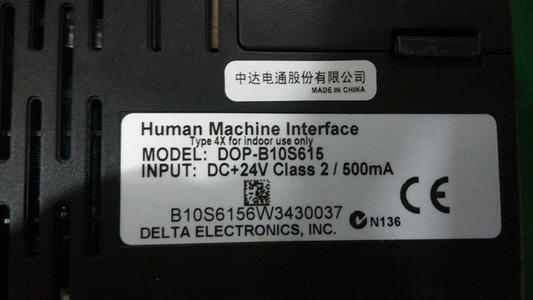 中达电通股份有限公司
MADE IN CHINA
Human Machine Interface
Type 4X for indoor use only
MODEL: DOP-B10S615
INPUT: DC+24V Class 2 / 500mA
CE
B10S6156W3430037
N136
DELTA ELECTRONICS, INC.